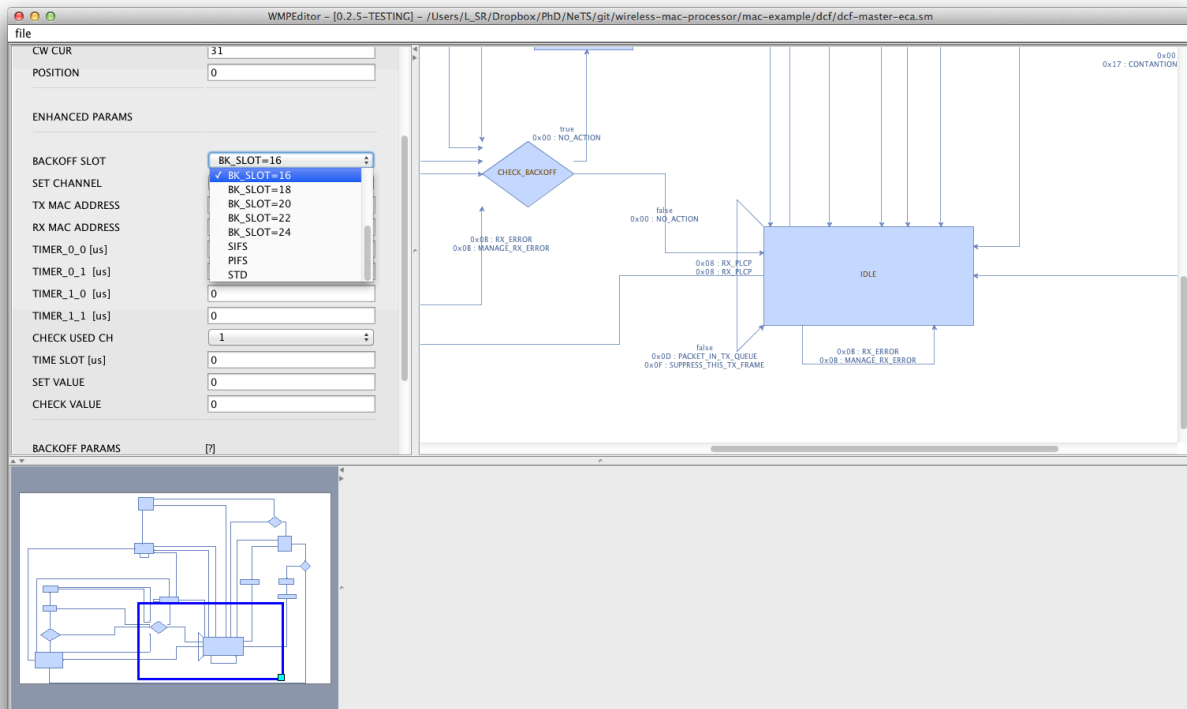 WMPEditor - [0.2.5-TESTING] - /Users/L_SR/Dropbox/PhD/NeTS/git/wireless-mac-processor/mac-example/dcf/dcf-master-eca.sm
file
CW CUR 31
POSITION 0
ENHANCED PARAMS
BACKOFF SLOT BK_SLOT=16
✓ BK_SLOT=16
SET CHANNEL
BK_SLOT=18
TX MAC ADDRESS
BK_SLOT=20
BK_SLOT=22
RX MAC ADDRESS
BK_SLOT=24
TIMER_0_0 [us]
SIFS
PIFS
TIMER_0_1 [us]
STD
TIMER_1_0 [us] 0
TIMER_1_1 [us] 0
CHECK USED CH 1
TIME SLOT [us] 0
SET VALUE 0
CHECK VALUE 0
BACKOFF PARAMS [?]
0x00
0x17 : CONTANTION
true
0x00 : NO_ACTION
CHECK_BACKOFF
false
0x00 : NO_ACTION
0x0B : RX_ERROR
0x0B : MANAGE_RX_ERROR
0x08 : RX_PLCP
0x08 : RX_PLCP
IDLE
false
0x0D : PACKET_IN_TX_QUEUE
0x0F : SUPPRESS_THIS_TX_FRAME
0x0B : RX_ERROR
0x0B : MANAGE_RX_ERROR